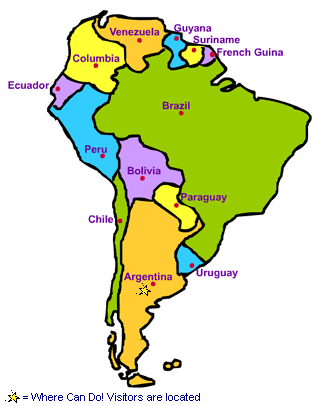 Guyana
Venezuela
Suriname
French Guina
Columbia
Ecuador
Brazil
Peru
Bolivia
Paraguay
Chile
Uruguay
Argentina
= Where Can Do! Visitors are located